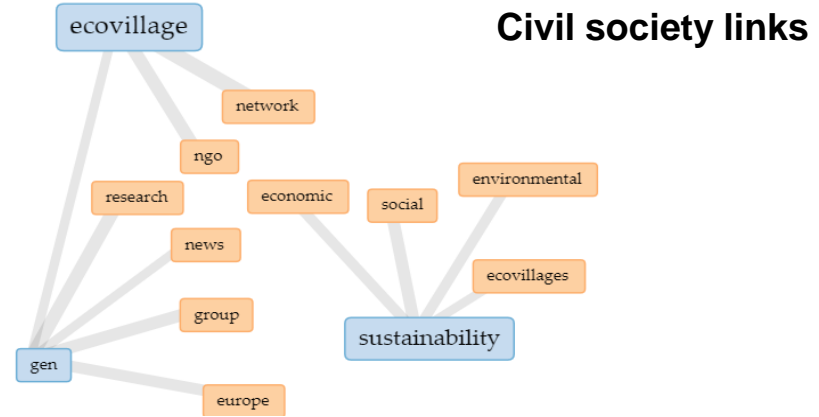 ecovillage
Civil society links
network
ngo
research
economic
social
environmental
news
ecovillages
group
sustainability
gen
europe